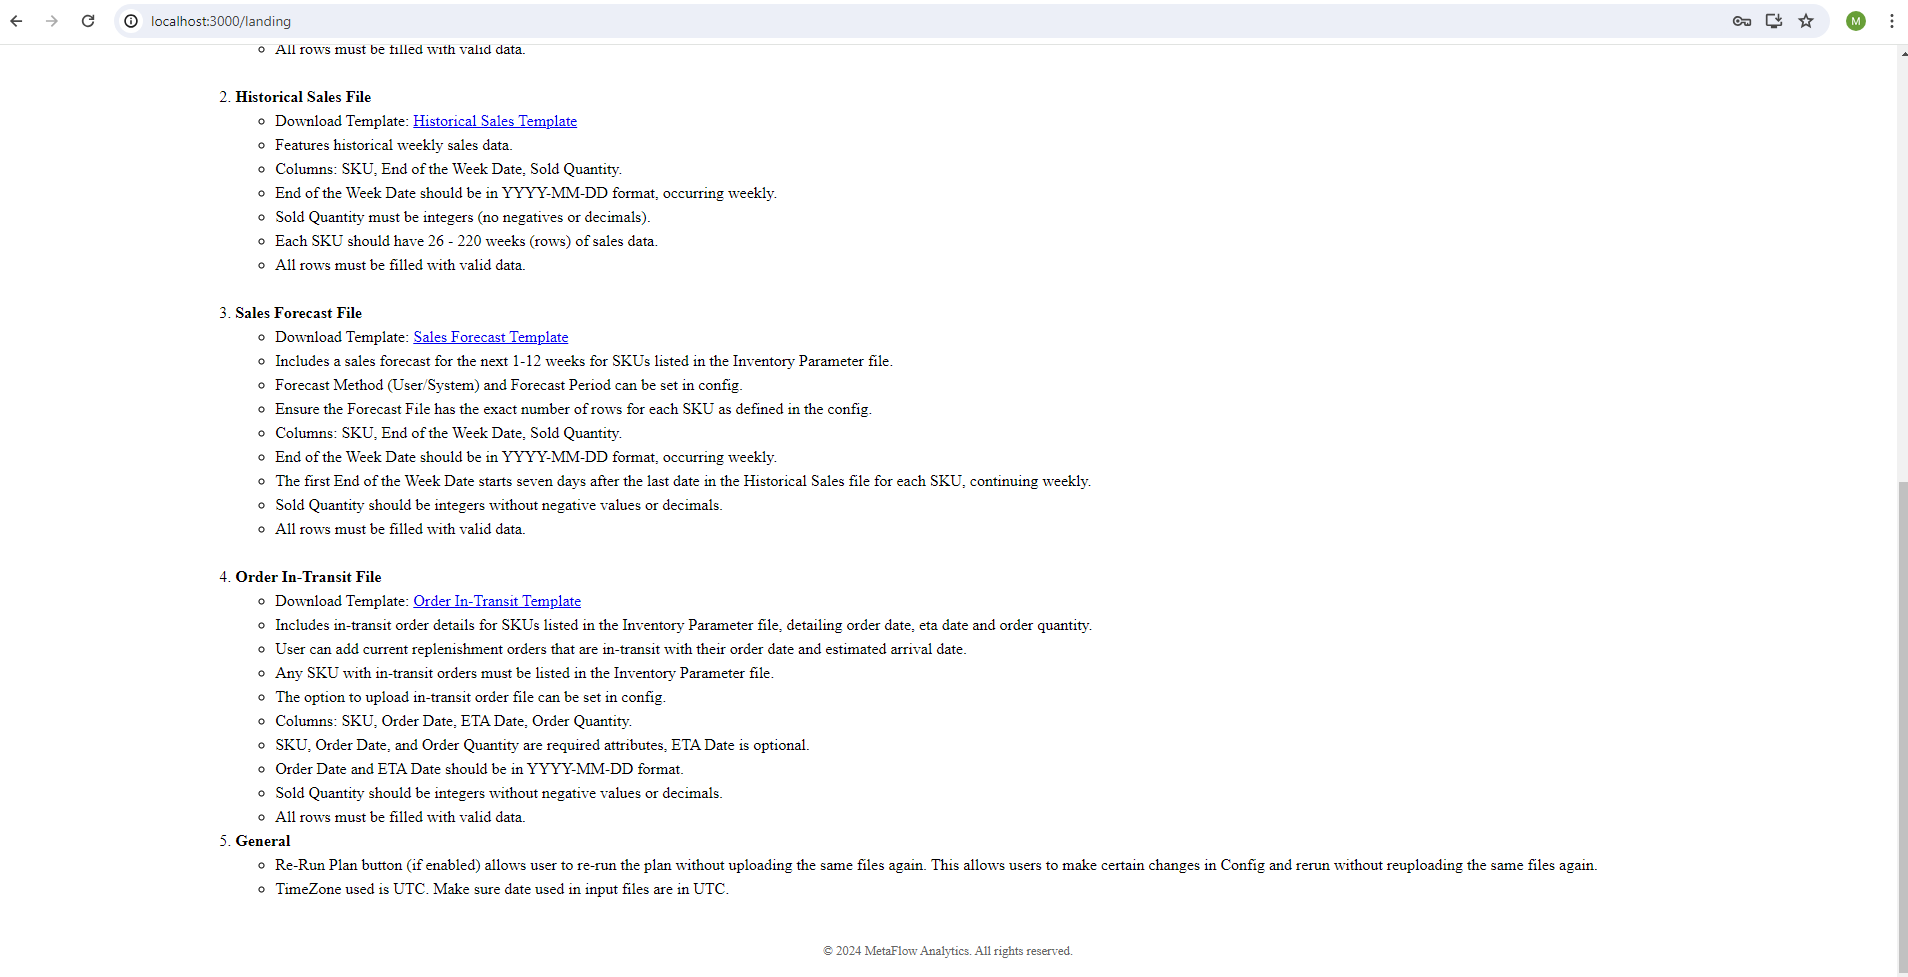 localhost:3000/landing
M
All rows must be filled with valid data.
2. Historical Sales File
Download Template: Historical Sales Template
Features historical weekly sales data.
Columns: SKU, End of the Week Date, Sold Quantity.
End of the Week Date should be in YYYY-MM-DD format, occurring weekly.
Sold Quantity must be integers (no negatives or decimals).
Each SKU should have 26 - 220 weeks (rows) of sales data.
All rows must be filled with valid data.
3. Sales Forecast File
Download Template: Sales Forecast Template
Includes a sales forecast for the next 1-12 weeks for SKUs listed in the Inventory Parameter file.
Forecast Method (User/System) and Forecast Period can be set in config.
Ensure the Forecast File has the exact number of rows for each SKU as defined in the config.
Columns: SKU, End of the Week Date, Sold Quantity.
End of the Week Date should be in YYYY-MM-DD format, occurring weekly.
The first End of the Week Date starts seven days after the last date in the Historical Sales file for each SKU, continuing weekly.
Sold Quantity should be integers without negative values or decimals.
All rows must be filled with valid data.
4. Order In-Transit File
Download Template: Order In-Transit Template
Includes in-transit order details for SKUs listed in the Inventory Parameter file, detailing order date, eta date and order quantity.
User can add current replenishment orders that are in-transit with their order date and estimated arrival date.
Any SKU with in-transit orders must be listed in the Inventory Parameter file.
The option to upload in-transit order file can be set in config.
Columns: SKU, Order Date, ETA Date, Order Quantity.
SKU, Order Date, and Order Quantity are required attributes, ETA Date is optional.
Order Date and ETA Date should be in YYYY-MM-DD format.
Sold Quantity should be integers without negative values or decimals.
All rows must be filled with valid data.
5. General
Re-Run Plan button (if enabled) allows user to re-run the plan without uploading the same files again. This allows users to make certain changes in Config and rerun without reuploading the same files again.
TimeZone used is UTC. Make sure date used in input files are in UTC.
© 2024 MetaFlow Analytics. All rights reserved.